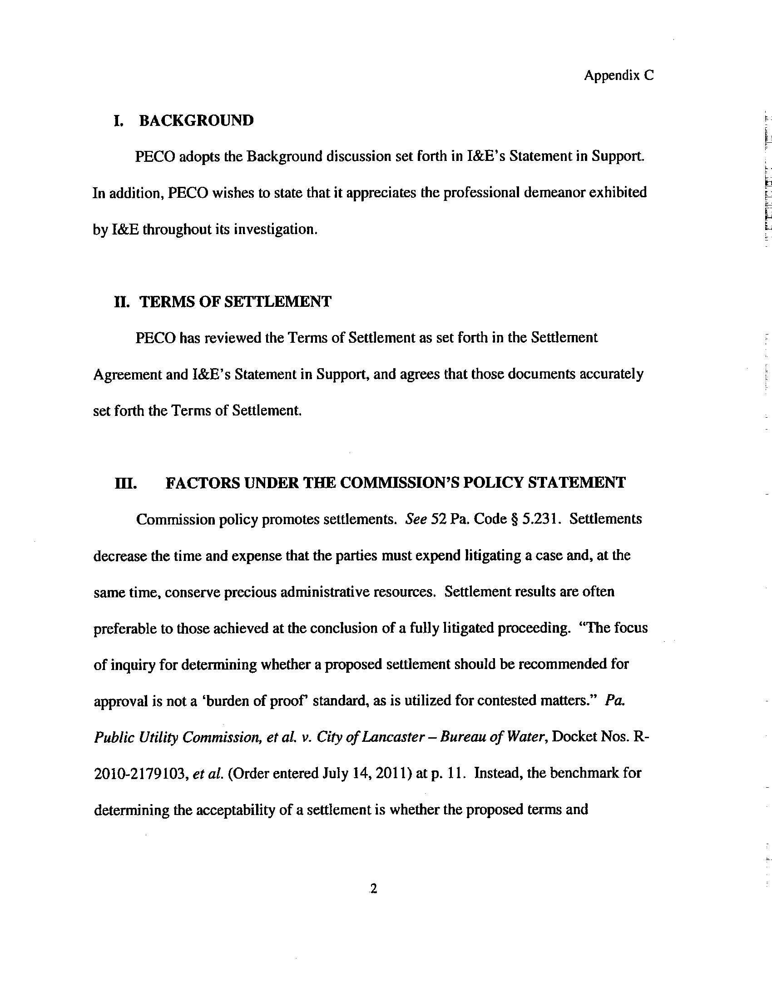 Appendix C
I. BACKGROUND
PECO adopts the Background discussion set forth in I&E's Statement in Support.
In addition, PECO wishes to state that it appreciates the professional demeanor exhibited
by I&E throughout its investigation.
II. TERMS OF SETTLEMENT
PECO has reviewed the Terms of Settlement as set forth in the Settlement
Agreement and I&E's Statement in Support, and agrees that those documents accurately
set forth the Terms of Settlement.
III. FACTORS UNDER THE COMMISSION'S POLICY STATEMENT
Commission policy promotes settlements. See 52 Pa. Code § 5.231. Settlements
decrease the time and expense that the parties must expend litigating a case and, at the
same time, conserve precious administrative resources. Settlement results are often
preferable to those achieved at the conclusion of a fully litigated proceeding. “The focus
of inquiry for determining whether a proposed settlement should be recommended for
approval is not a ‘burden of proof’ standard, as is utilized for contested matters.” Pa.
Public Utility Commission, et al. v. City of Lancaster – Bureau of Water, Docket Nos. R-
2010-2179103, et al. (Order entered July 14, 2011) at p. 11. Instead, the benchmark for
determining the acceptability of a settlement is whether the proposed terms and
2